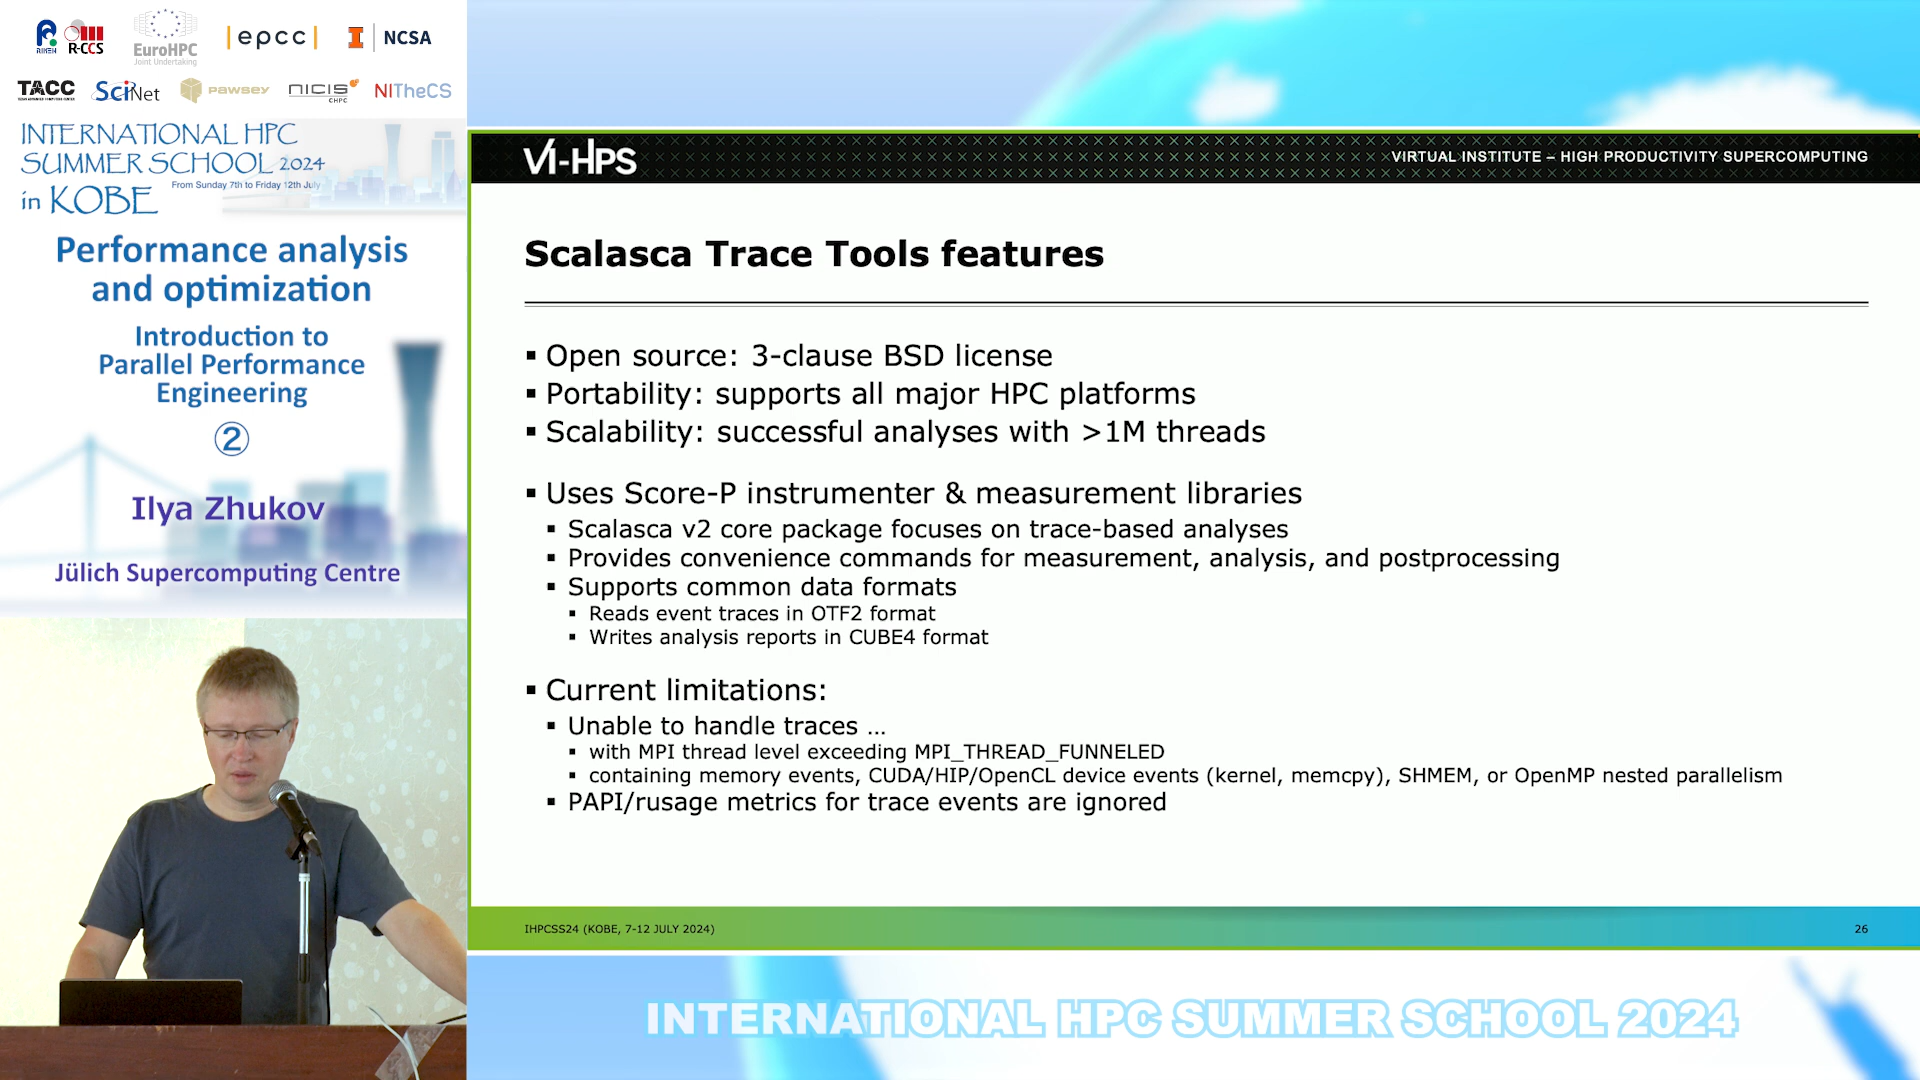 RIKEN
R-CCS
EuroHPC
Joint Undertaking
epcc
NCSA
TACC
SciNet
PAWSEY
NICIS
CHPC
NITheCS
INTERNATIONAL HPC
SUMMER SCHOOL 2024
From Sunday 7th to Friday 12th July
in KOBE
Performance analysis
and optimization
Introduction to
Parallel Performance
Engineering
②
Ilya Zhukov
Jülich Supercomputing Centre
VI-HPS
VIRTUAL INSTITUTE – HIGH PRODUCTIVITY SUPERCOMPUTING
Scalasca Trace Tools features
▪ Open source: 3-clause BSD license
▪ Portability: supports all major HPC platforms
▪ Scalability: successful analyses with >1M threads
▪ Uses Score-P instrumenter & measurement libraries
▪ Scalasca v2 core package focuses on trace-based analyses
▪ Provides convenience commands for measurement, analysis, and postprocessing
▪ Supports common data formats
▪ Reads event traces in OTF2 format
▪ Writes analysis reports in CUBE4 format
▪ Current limitations:
▪ Unable to handle traces …
▪ with MPI thread level exceeding MPI_THREAD_FUNNELED
▪ containing memory events, CUDA/HIP/OpenCL device events (kernel, memcpy), SHMEM, or OpenMP nested parallelism
▪ PAPI/rusage metrics for trace events are ignored
IHPCSS24 (KOBE, 7-12 JULY 2024)
26
INTERNATIONAL HPC SUMMER SCHOOL 2024